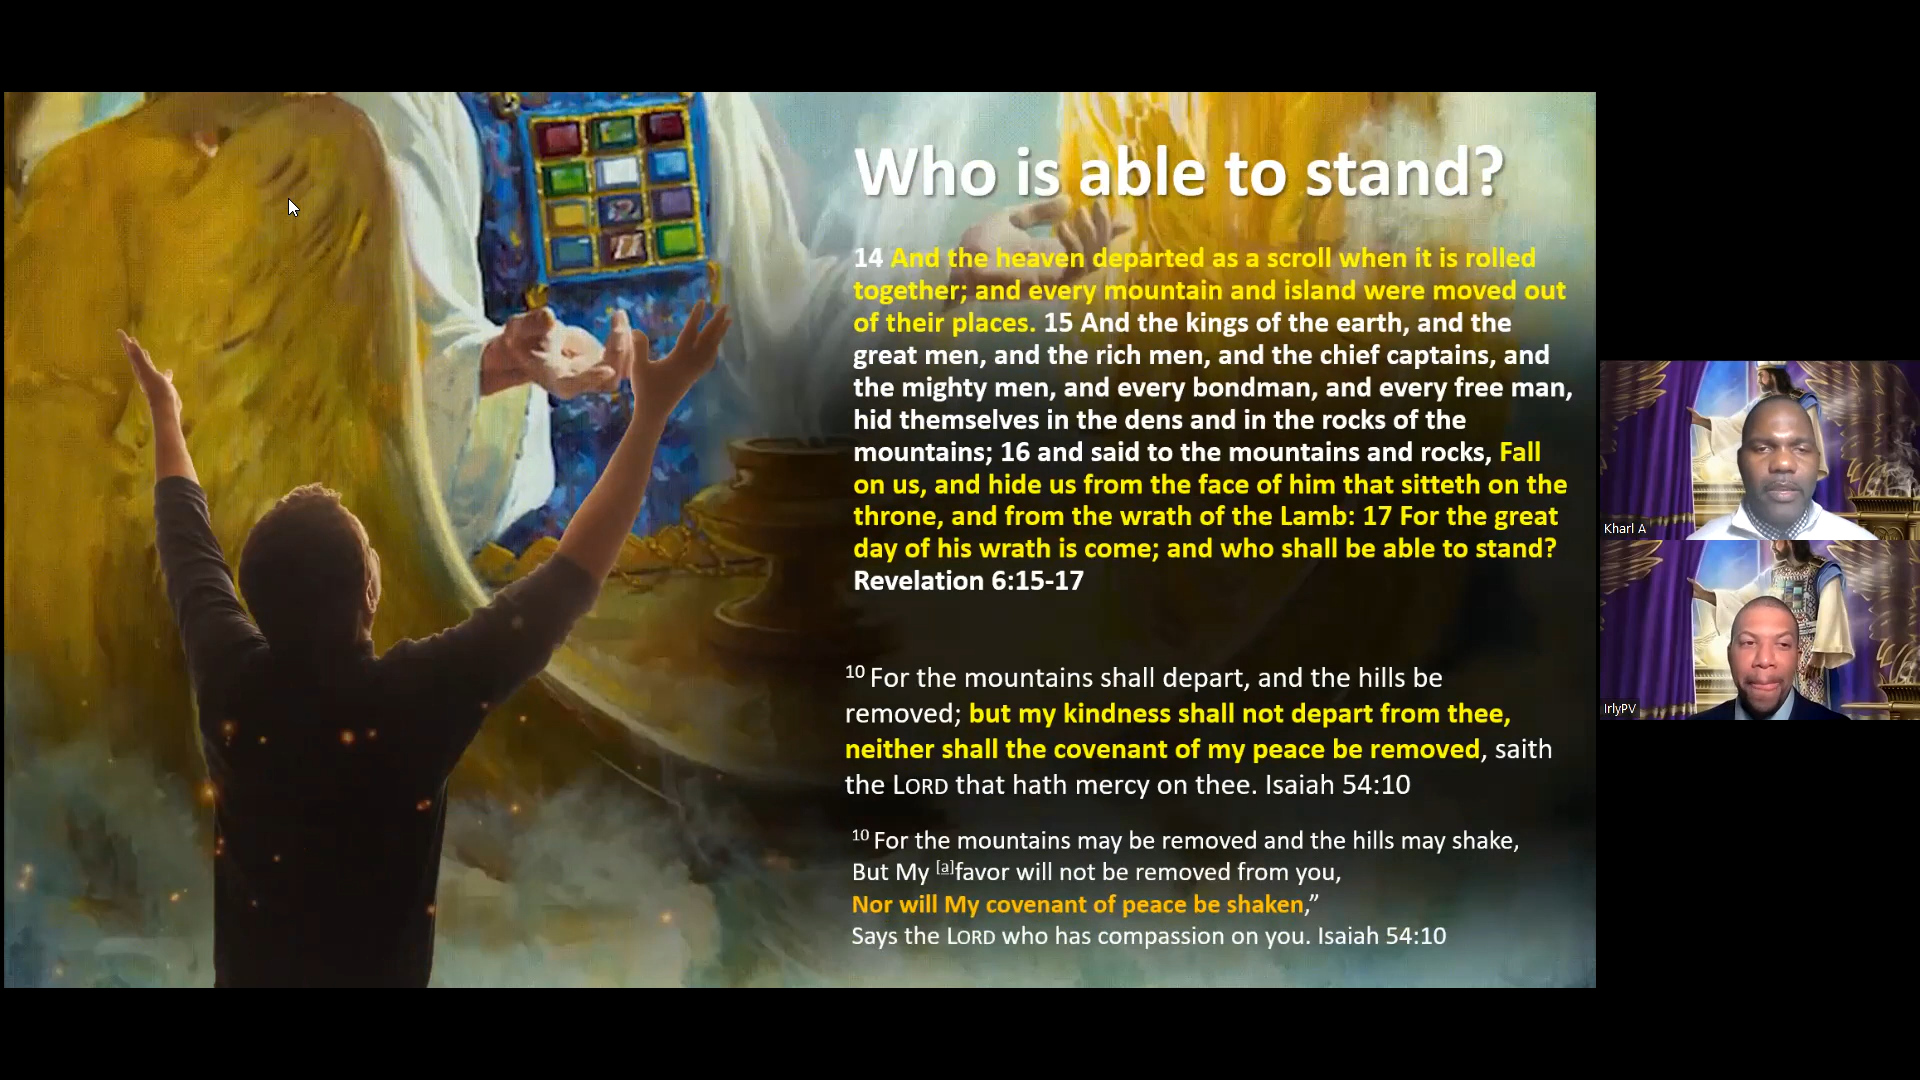 Who is able to stand?
14 And the heaven departed as a scroll when it is rolled
together; and every mountain and island were moved out
of their places. 15 And the kings of the earth, and the
great men, and the rich men, and the chief captains, and
the mighty men, and every bondman, and every free man,
hid themselves in the dens and in the rocks of the
mountains; 16 and said to the mountains and rocks, Fall
on us, and hide us from the face of him that sitteth on the
throne, and from the wrath of the Lamb: 17 For the great
day of his wrath is come; and who shall be able to stand?
Revelation 6:15-17
10 For the mountains shall depart, and the hills be
removed; but my kindness shall not depart from thee,
neither shall the covenant of my peace be removed, saith
the LORD that hath mercy on thee. Isaiah 54:10
10 For the mountains may be removed and the hills may shake,
But My [a]favor will not be removed from you,
Nor will My covenant of peace be shaken,”
Says the LORD who has compassion on you. Isaiah 54:10
Kharl A
IrlyPV